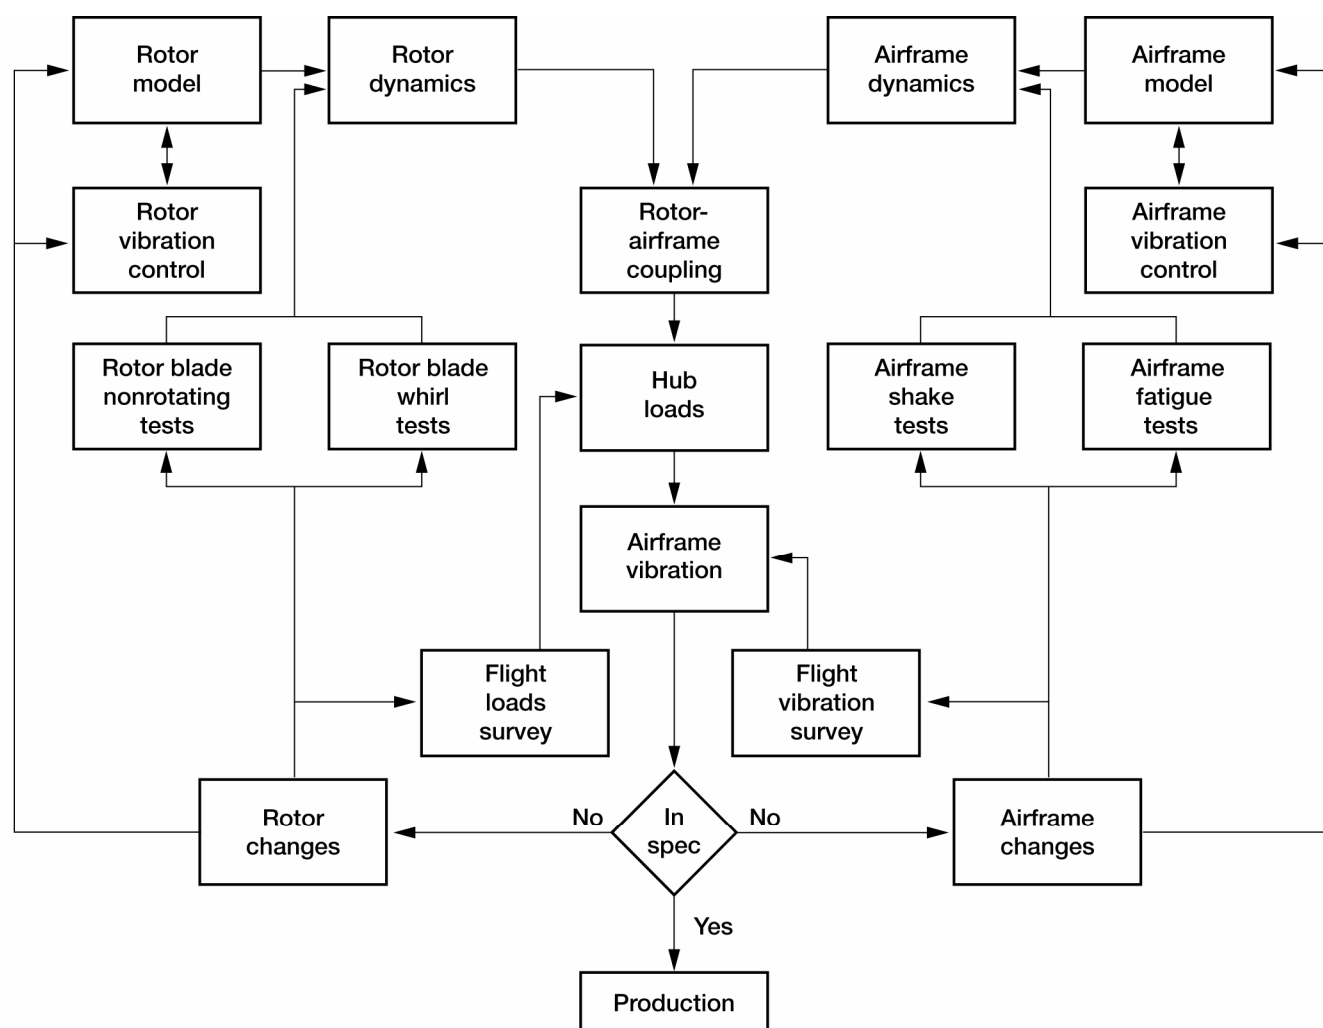 Rotor
model
Rotor
dynamics
Airframe
dynamics
Airframe
model
Rotor
vibration
control
Rotor-
airframe
coupling
Airframe
vibration
control
Rotor blade
nonrotating
tests
Rotor blade
whirl
tests
Hub
loads
Airframe
shake
tests
Airframe
fatigue
tests
Airframe
vibration
Flight
loads
survey
Flight
vibration
survey
Rotor
changes
No
In
spec
No
Airframe
changes
Yes
Production